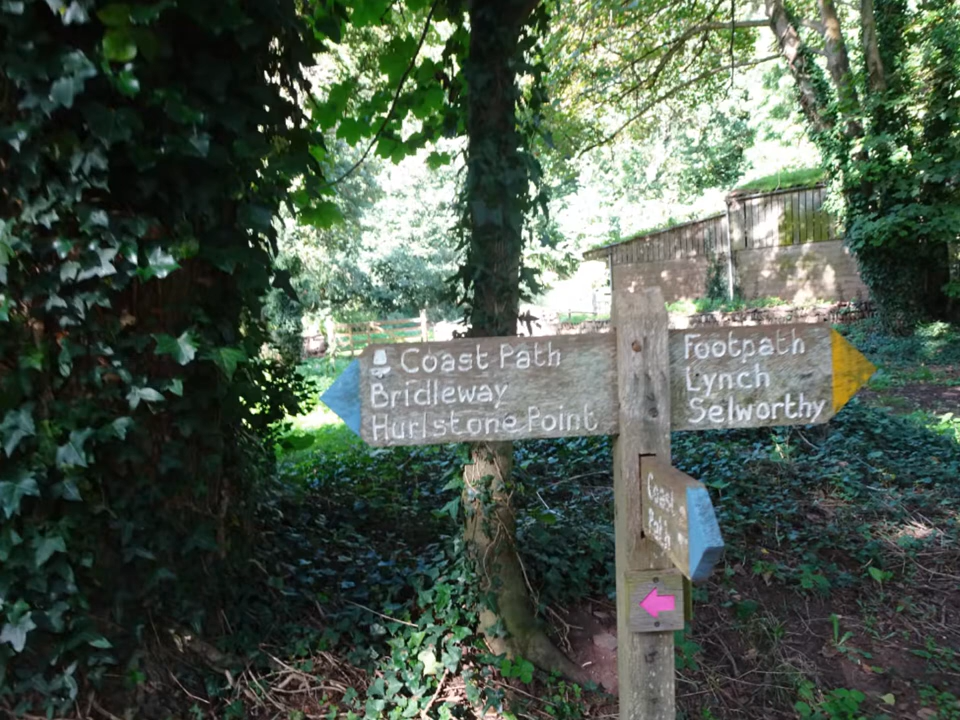 Coast Path
Bridleway
Hurlstone Point
Footpath
Lynch
Selworthy
Coast
Path